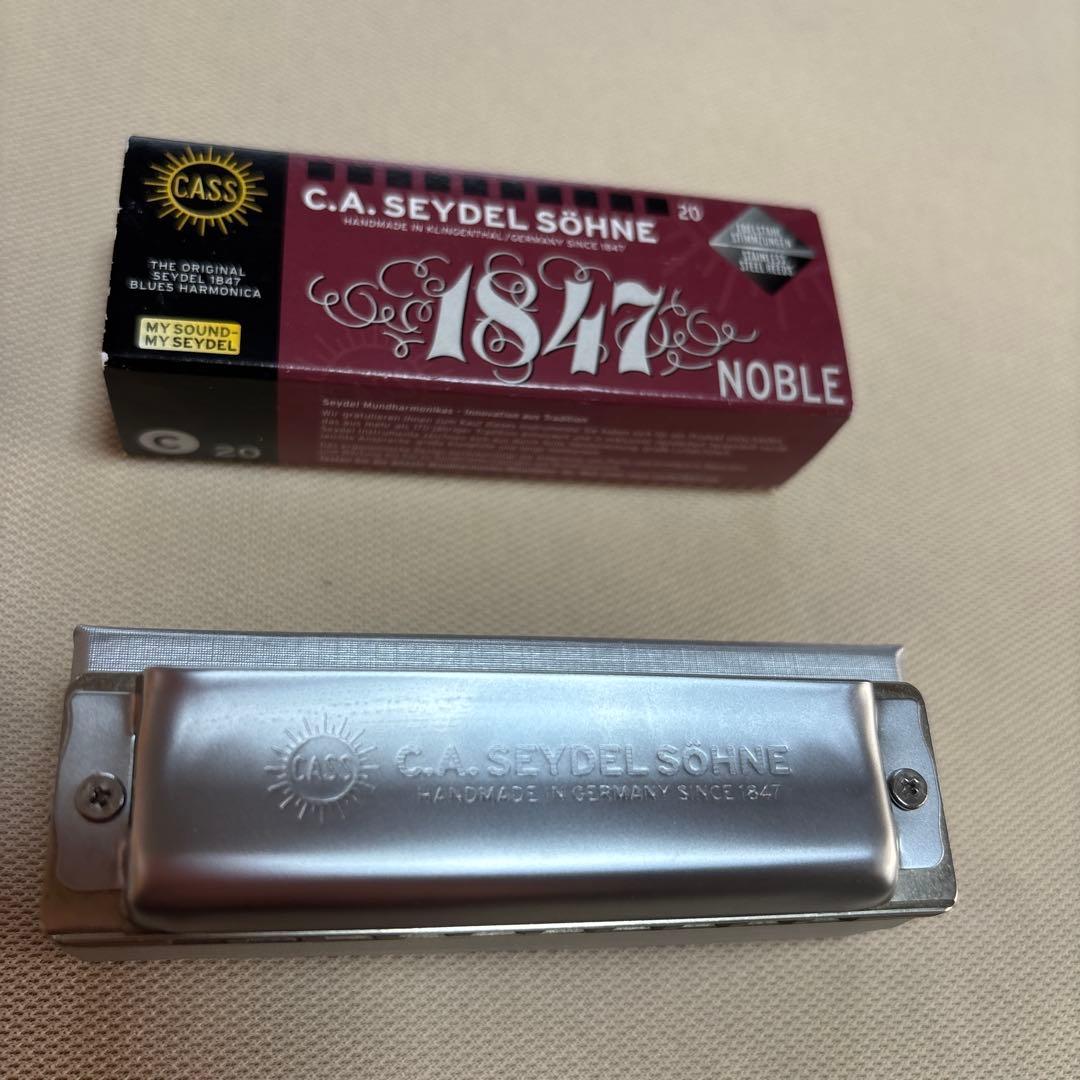 C.A.S.S
THE ORIGINAL
SEYDEL 1847
BLUES HARMONICA
MY SOUND-
MY SEYDEL
C.A. SEYDEL SÖHNE
20
HANDMADE IN KLINGENTHAL/GERMANY SINCE 1847
1847
NOBLE
EDELSTAHL
STIMMZUNGEN
STAINLESS
STEEL REEDS
C 20
Seydel Mundharmonikas - Innovation aus Tradition
C.A.S.S
C.A. SEYDEL SÖHNE
HANDMADE IN GERMANY SINCE 1847